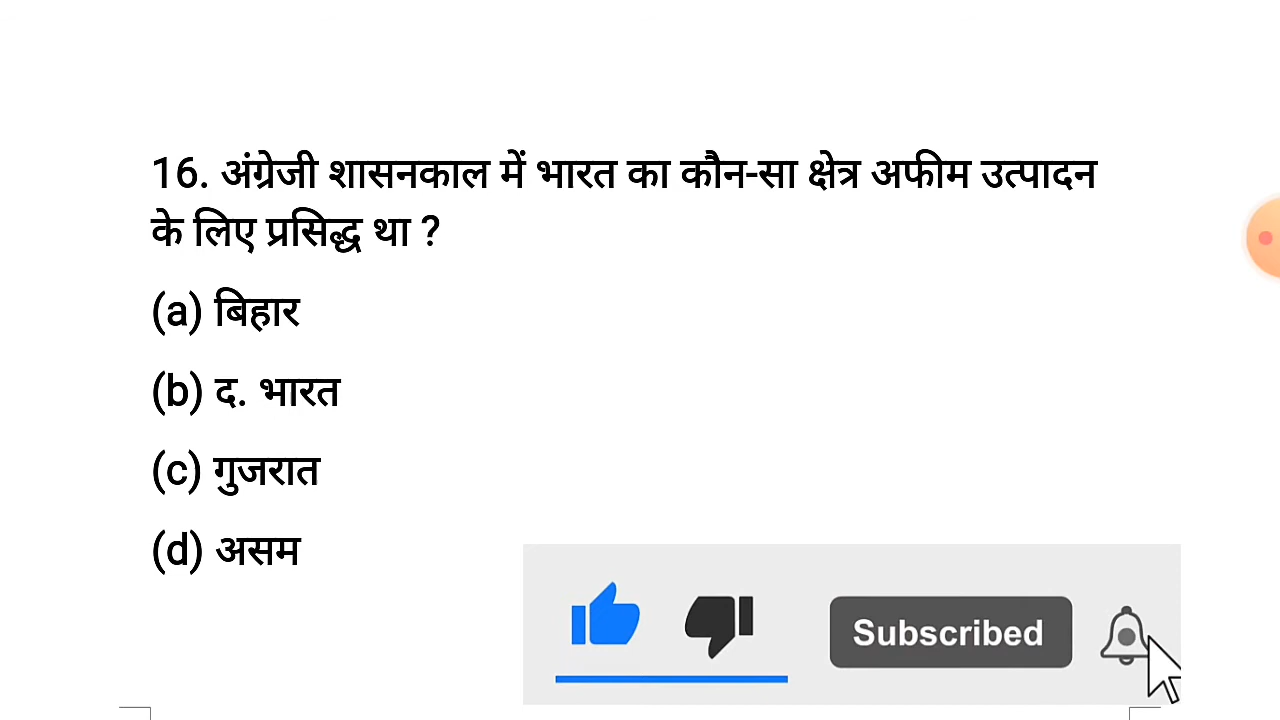 16. अंग्रेजी शासनकाल में भारत का कौन-सा क्षेत्र अफीम उत्पादन
के लिए प्रसिद्ध था ?
(a) बिहार
(b) द. भारत
(c) गुजरात
(d) असम
Subscribed